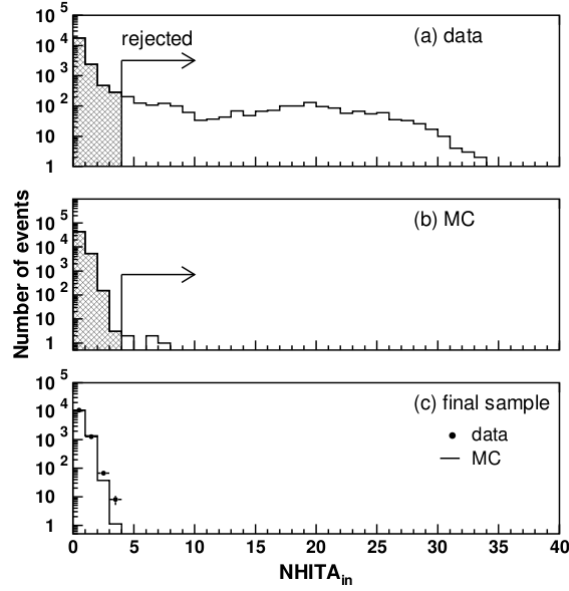 10^5
10^4
10^3
10^2
10
1
rejected
(a) data
Number of events
10^5
10^4
10^3
10^2
10
1
(b) MC
10^5
10^4
10^3
10^2
10
1
(c) final sample
data
MC
0 5 10 15 20 25 30 35 40
NHITA_in